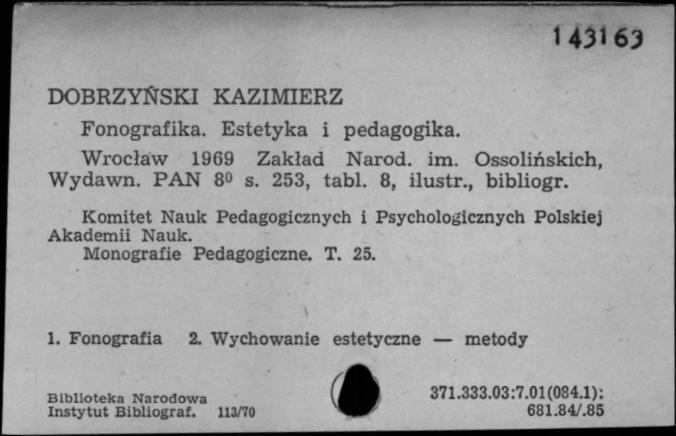 143163
DOBRZYŃSKI KAZIMIERZ
Fonografika. Estetyka i pedagogika.
Wrocław 1969 Zakład Narod. im. Ossolińskich,
Wydawn. PAN 8⁰ s. 253, tabl. 8, ilustr., bibliogr.
Komitet Nauk Pedagogicznych i Psychologicznych Polskiej
Akademii Nauk.
Monografie Pedagogiczne. T. 25.
1. Fonografia 2. Wychowanie estetyczne — metody
Biblioteka Narodowa
Instytut Bibliograf. 113/70
371.333.03:7.01(084.1):
681.84/.85